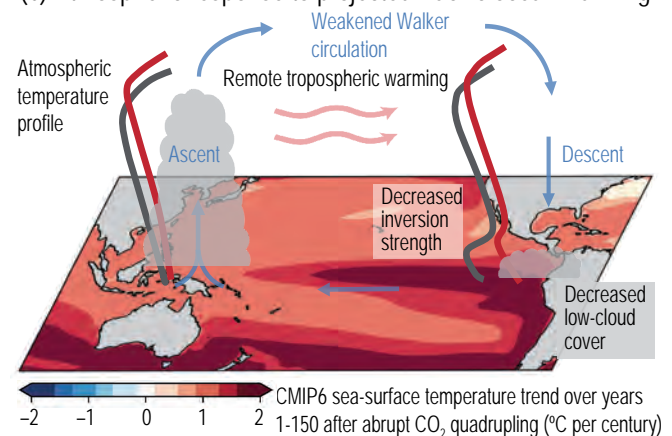 Weakened Walker
circulation
Atmospheric
temperature
profile
Remote tropospheric warming
Ascent
Descent
Decreased
inversion
strength
Decreased
low-cloud
cover
–2 –1 0 1 2
CMIP6 sea-surface temperature trend over years
1-150 after abrupt CO₂ quadrupling (ºC per century)